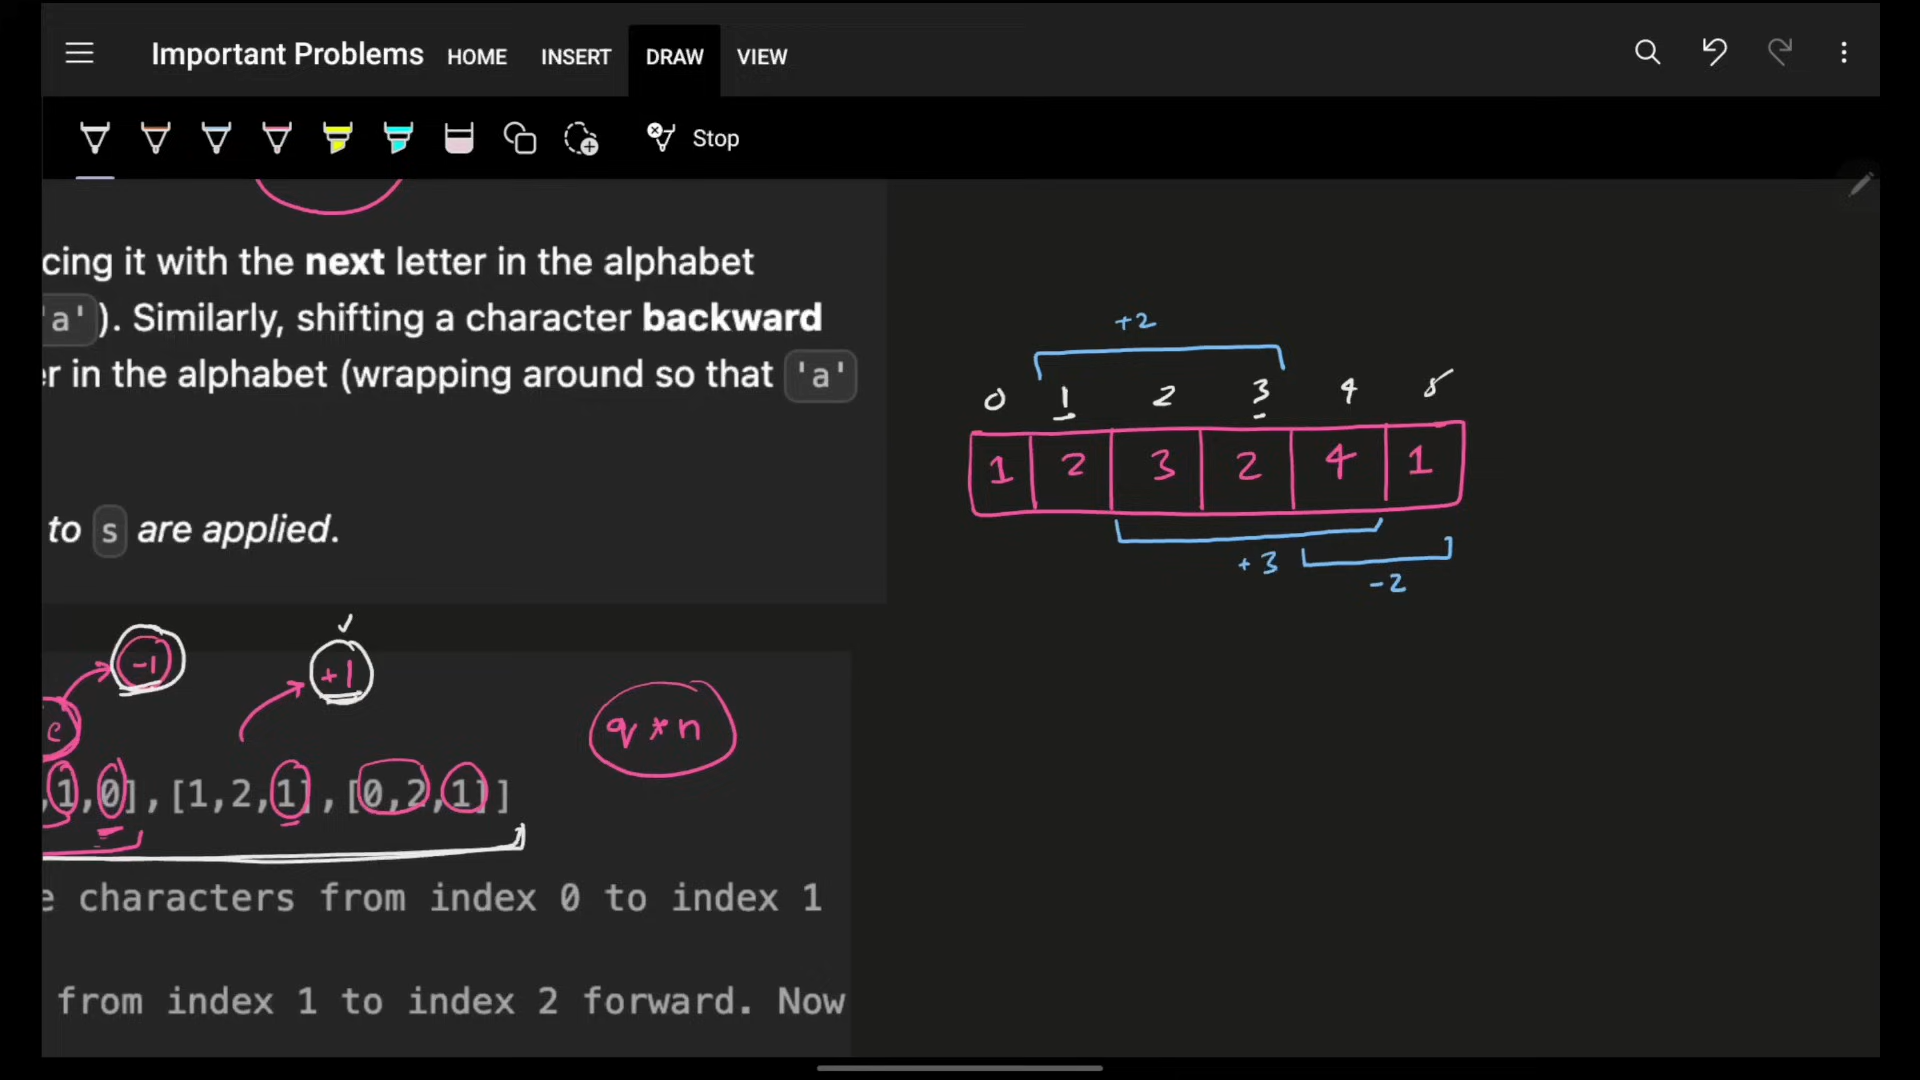 Important Problems HOME INSERT DRAW VIEW
Stop
cing it with the next letter in the alphabet
'a' ). Similarly, shifting a character backward
er in the alphabet (wrapping around so that 'a'
to s are applied.
+2
0 1 2 3 4 5
1 2 3 2 4 1
+3
-2
-1
+1
c
q * n
,1,0],[1,2,1],[0,2,1]]
e characters from index 0 to index 1
from index 1 to index 2 forward. Now